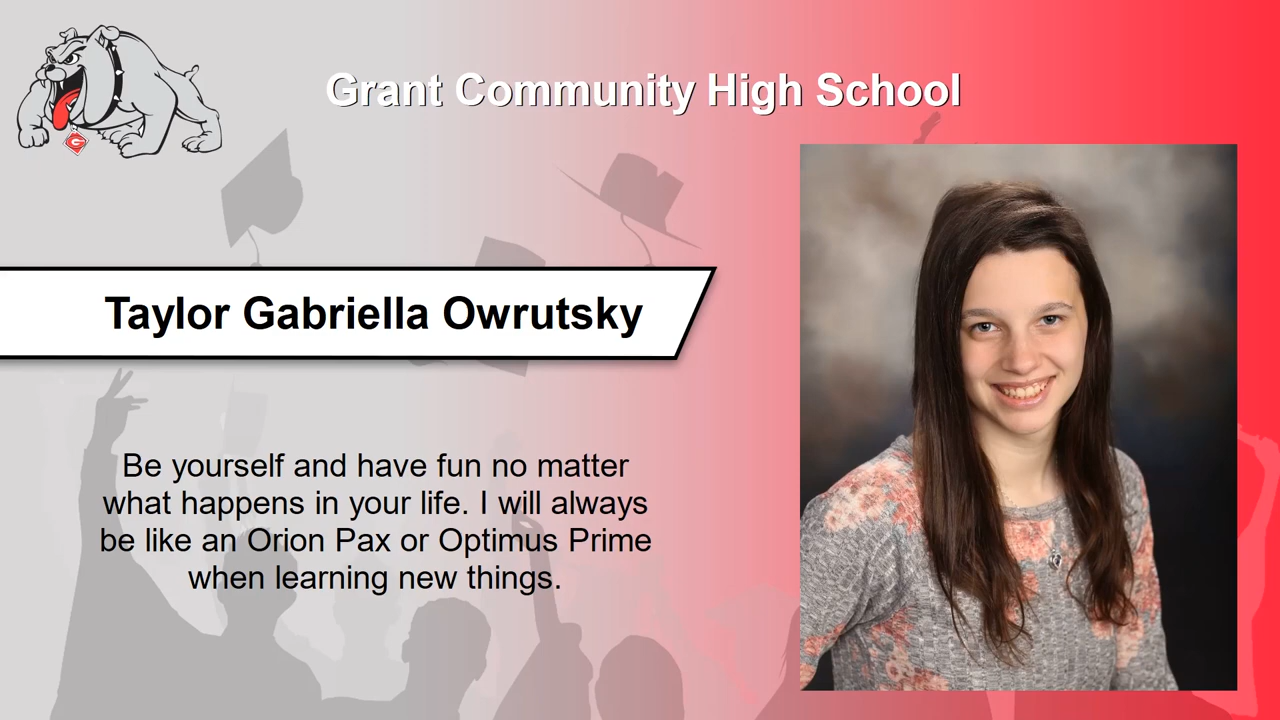 Grant Community High School
Taylor Gabriella Owrutsky
Be yourself and have fun no matter
what happens in your life. I will always
be like an Orion Pax or Optimus Prime
when learning new things.
G